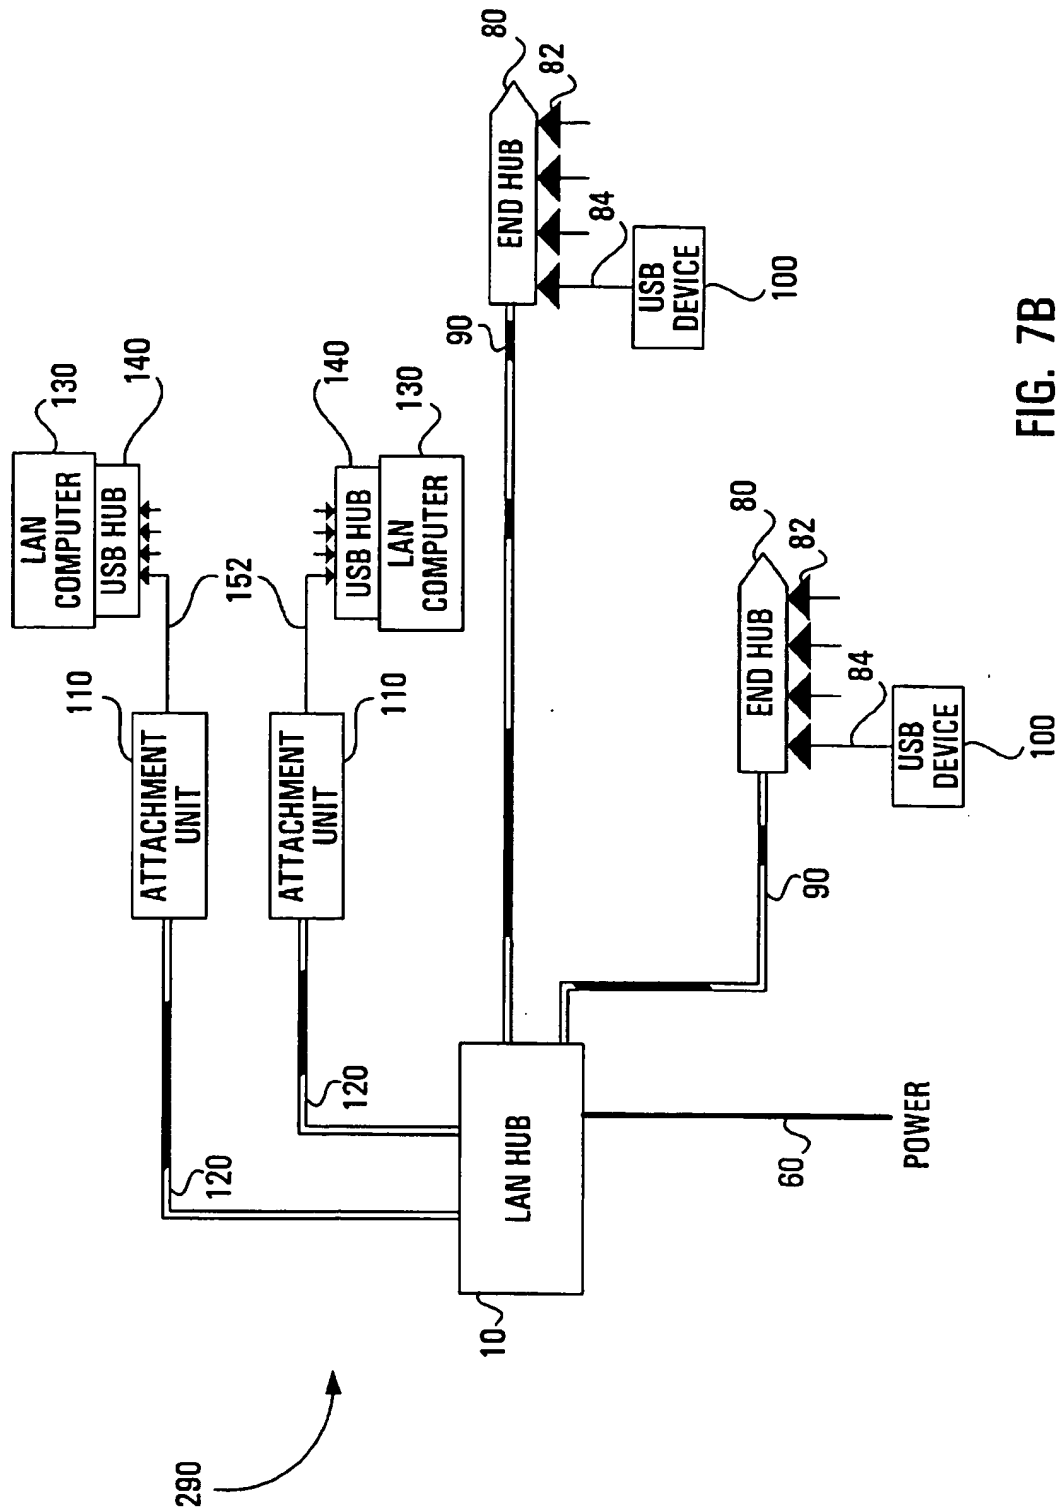 290
10
LAN HUB
60
POWER
120
120
ATTACHMENT
UNIT
110
ATTACHMENT
UNIT
110
152
LAN
COMPUTER
130
USB HUB
140
USB HUB
140
LAN
COMPUTER
130
90
END HUB
80
82
84
USB
DEVICE
100
90
END HUB
80
82
84
USB
DEVICE
100
FIG. 7B